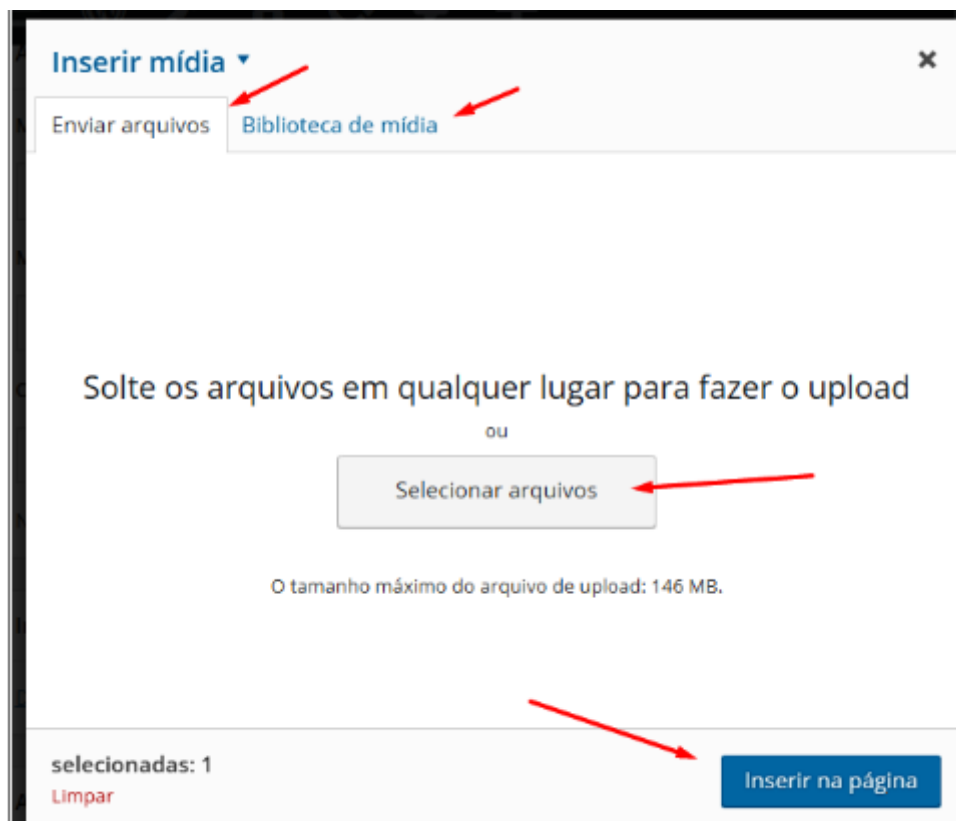 Inserir mídia
Enviar arquivos Biblioteca de mídia
Solte os arquivos em qualquer lugar para fazer o upload
ou
Selecionar arquivos
O tamanho máximo do arquivo de upload: 146 MB.
selecionadas: 1
Limpar
Inserir na página